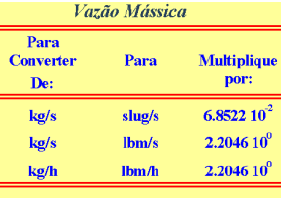 Vazão Mássica
Para Converter De: Para Multiplique por:
kg/s slug/s 6.8522 10⁻²
kg/s lbm/s 2.2046 10⁰
kg/h lbm/h 2.2046 10⁰